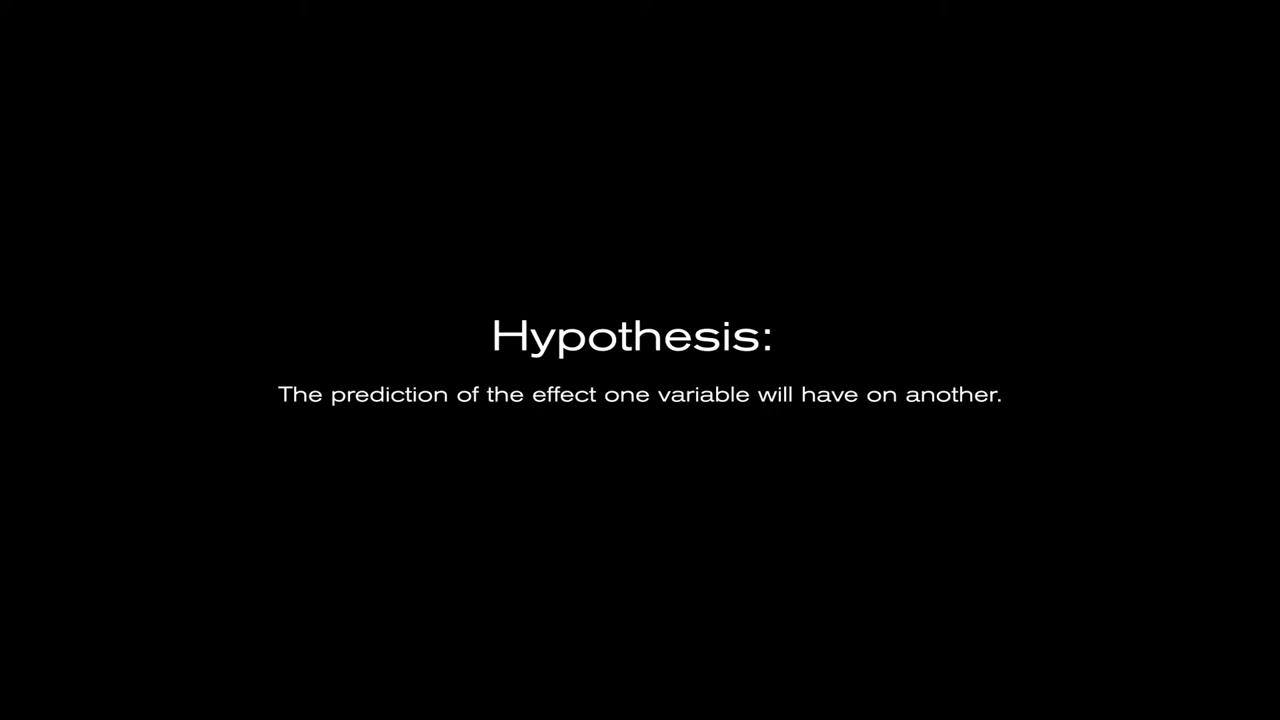 Hypothesis:
The prediction of the effect one variable will have on another.